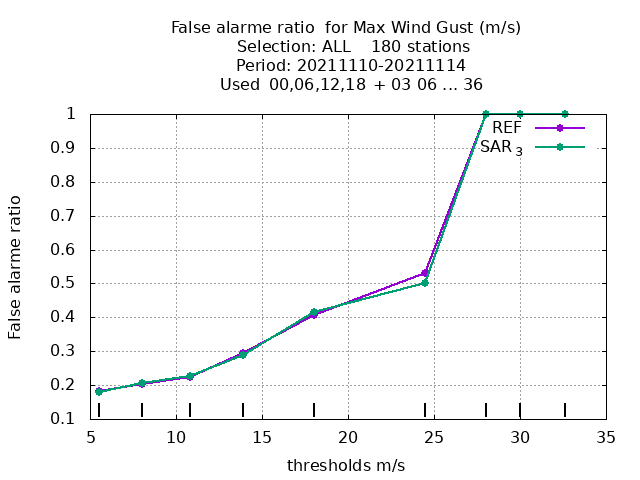 False alarme ratio  for Max Wind Gust (m/s)
Selection: ALL    180 stations
Period: 20211110-20211114
Used  00,06,12,18  + 03 06 ... 36
1
0.9
0.8
0.7
0.6
0.5
0.4
0.3
0.2
0.1
False alarme ratio
REF
SAR 3
5 10 15 20 25 30 35
thresholds m/s